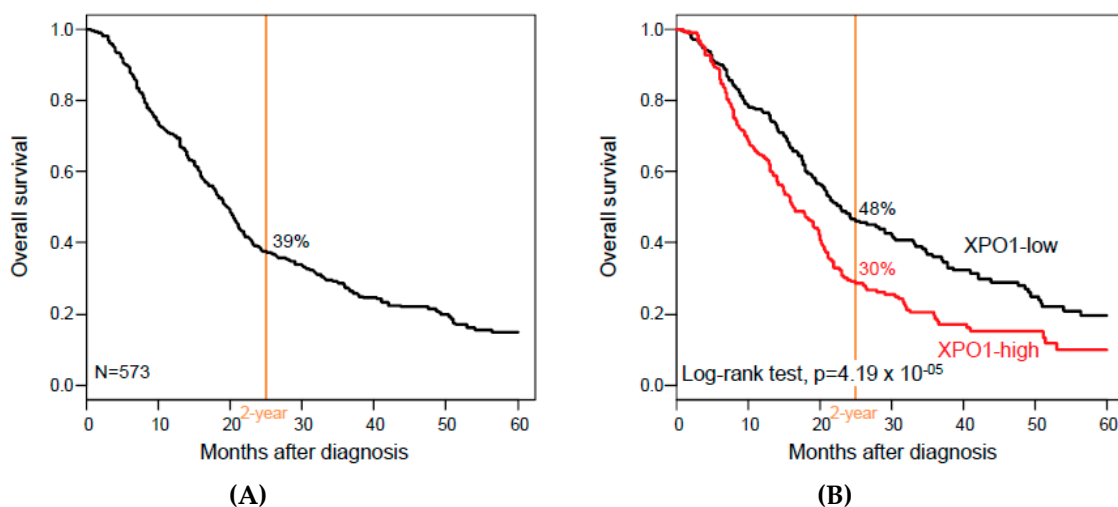 Overall survival
1.0
0.8
0.6
0.4
0.2
0.0
39%
N=573
2-year
0 10 20 30 40 50 60
Months after diagnosis
(A)
Overall survival
1.0
0.8
0.6
0.4
0.2
0.0
48%
XPO1-low
30%
XPO1-high
Log-rank test, p=4.19 x 10⁻⁰⁵
2-year
0 10 20 30 40 50 60
Months after diagnosis
(B)